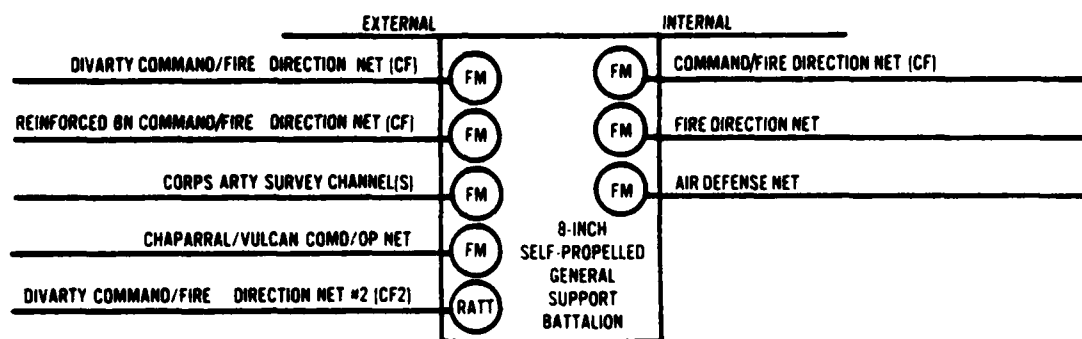 EXTERNAL
INTERNAL
DIVARTY COMMAND/FIRE DIRECTION NET (CF)
FM
FM
COMMAND/FIRE DIRECTION NET (CF)
REINFORCED BN COMMAND/FIRE DIRECTION NET (CF)
FM
FM
FIRE DIRECTION NET
CORPS ARTY SURVEY CHANNEL(S)
FM
FM
AIR DEFENSE NET
CHAPARRAL/VULCAN COMD/OP NET
FM
8-INCH
SELF-PROPELLED
GENERAL
SUPPORT
BATTALION
DIVARTY COMMAND/FIRE DIRECTION NET #2 (CF2)
RATT